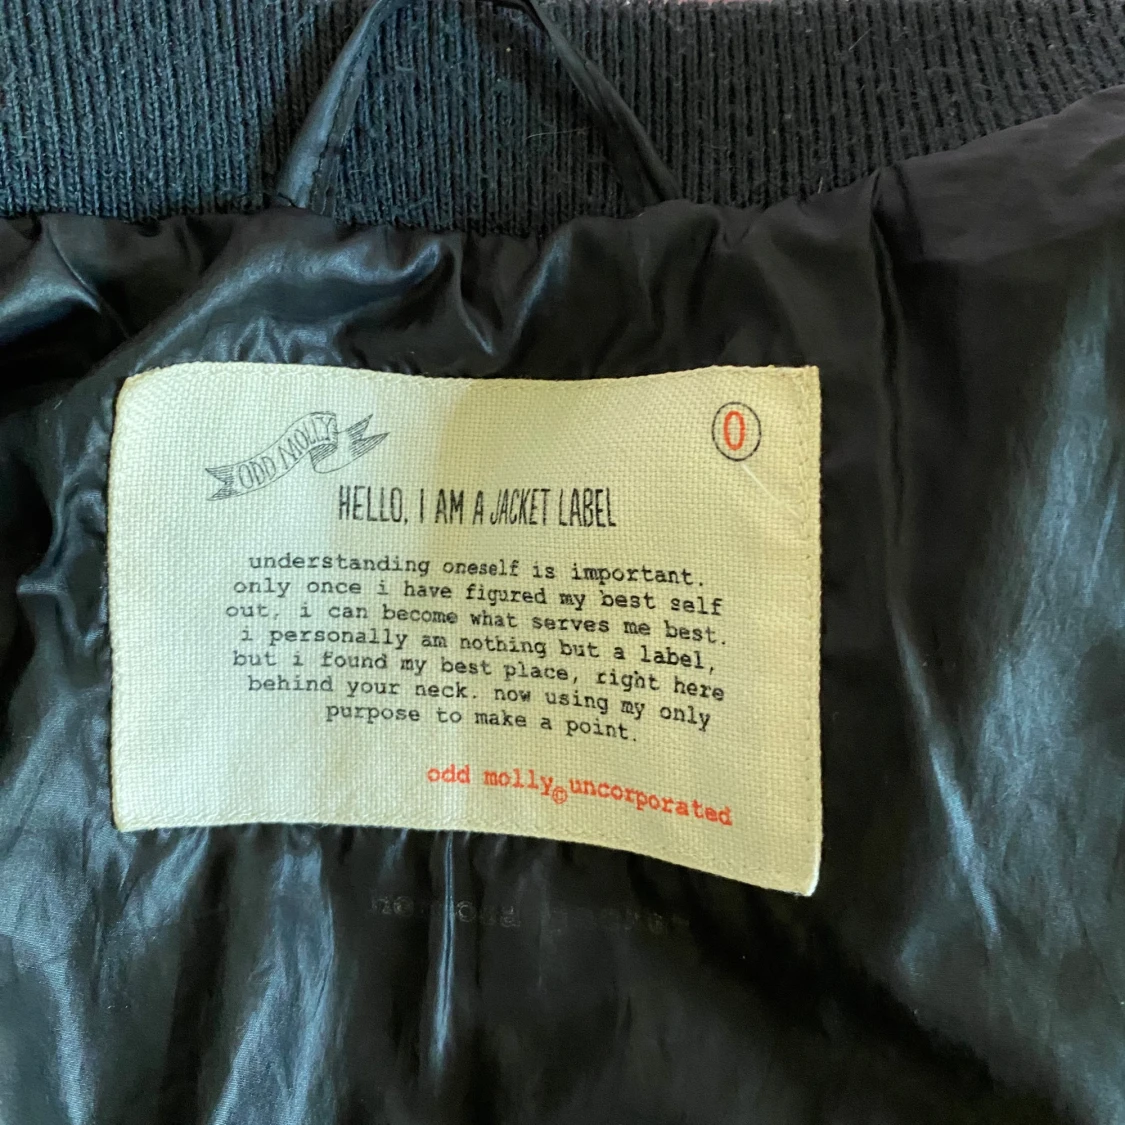 ODD MOLLY
0
HELLO, I AM A JACKET LABEL
understanding oneself is important.
only once i have figured my best self
out, i can become what serves me best.
i personally am nothing but a label,
but i found my best place, right here
behind your neck. now using my only
purpose to make a point.
odd molly©uncorporated